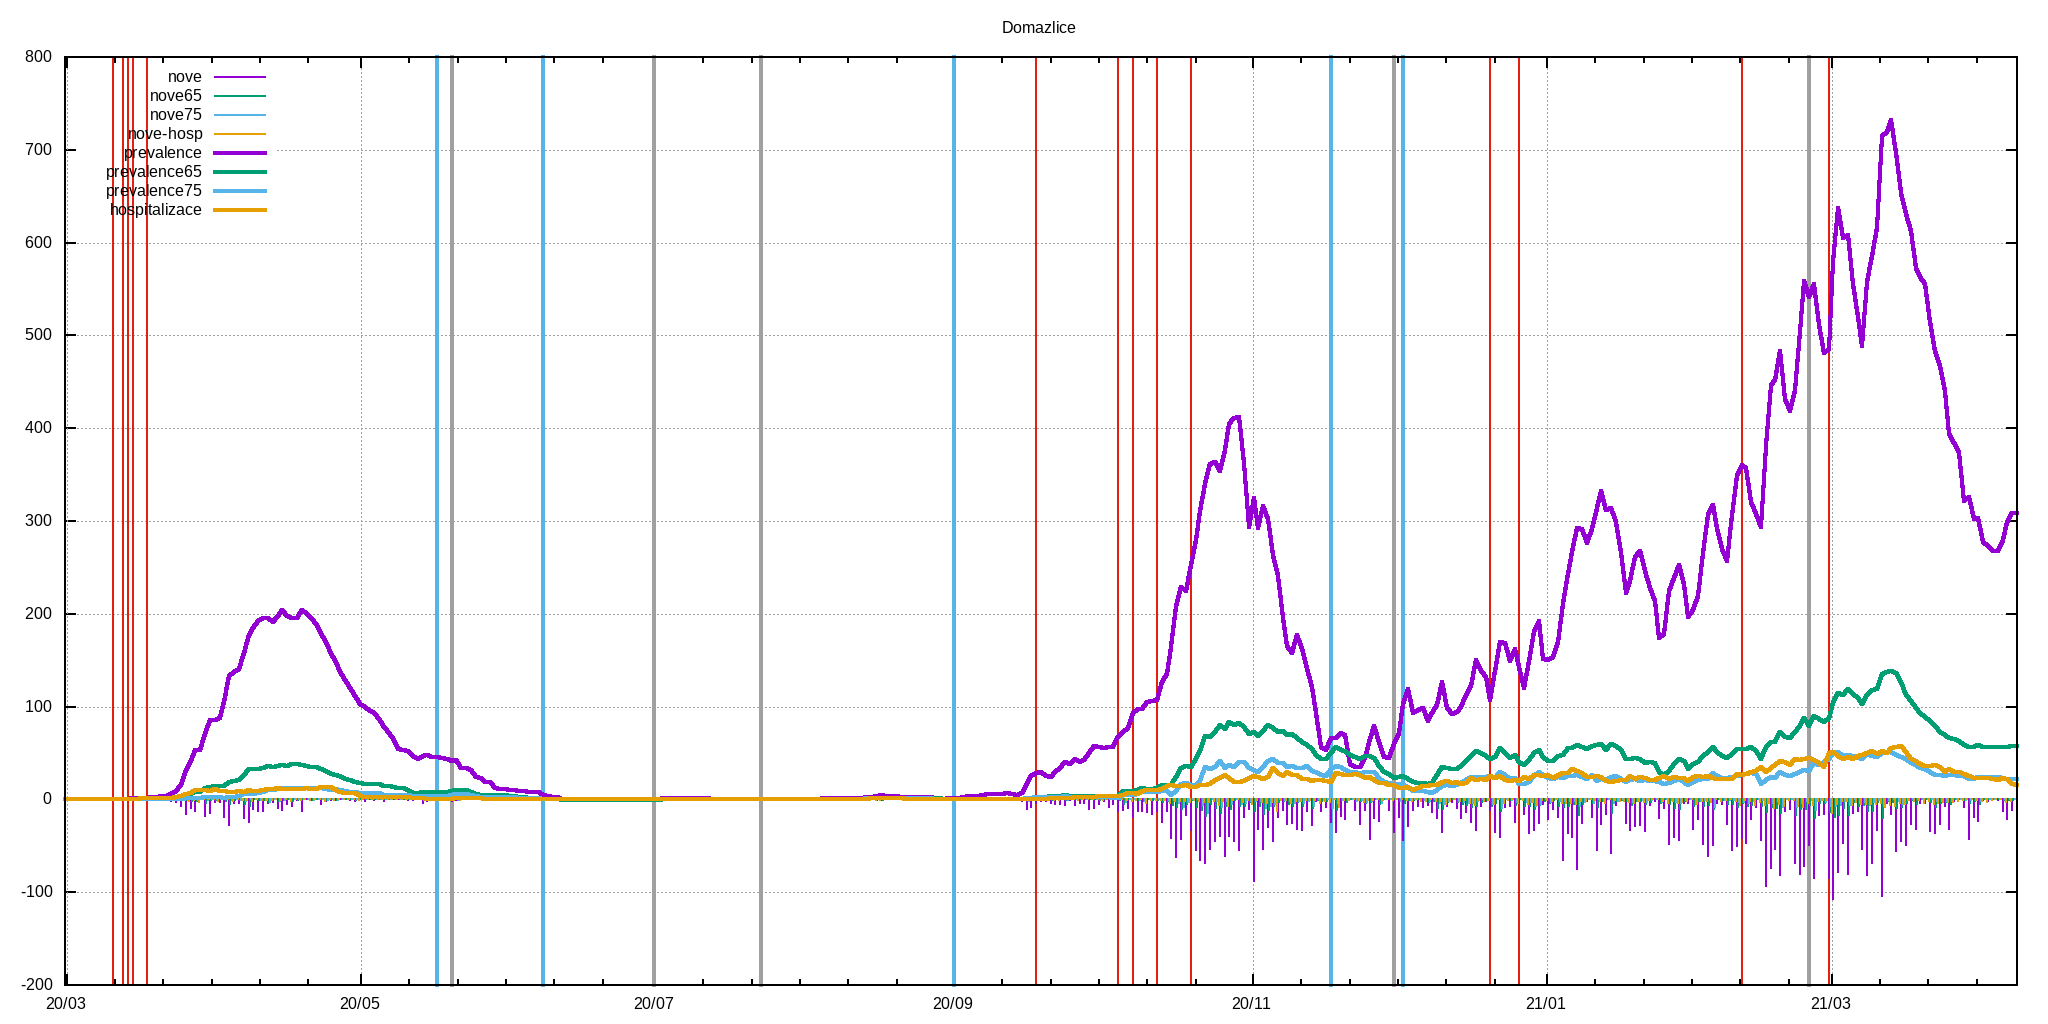 Domazlice
800
700
600
500
400
300
200
100
0
-100
-200
nove
nove65
nove75
nove-hosp
prevalence
prevalence65
prevalence75
hospitalizace
20/03 20/05 20/07 20/09 20/11 21/01 21/03